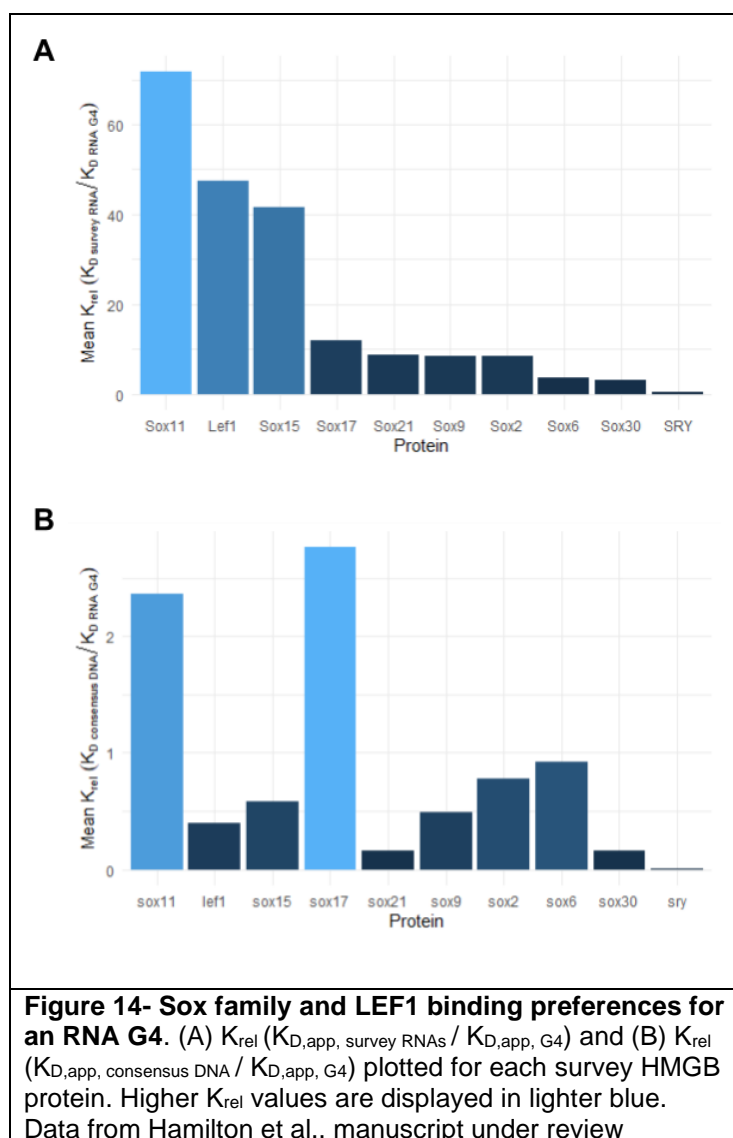 A
Mean Krel (KD survey RNA/ KD RNA G4)
60
40
20
0
Sox11 Lef1 Sox15 Sox17 Sox21 Sox9 Sox2 Sox6 Sox30 SRY
Protein
B
Mean Krel (KD consensus DNA/ KD RNA G4)
2
1
0
sox11 lef1 sox15 sox17 sox21 sox9 sox2 sox6 sox30 sry
Protein
Figure 14- Sox family and LEF1 binding preferences for
an RNA G4. (A) Krel (KD,app, survey RNAs / KD,app, G4) and (B) Krel
(KD,app, consensus DNA / KD,app, G4) plotted for each survey HMGB
protein. Higher Krel values are displayed in lighter blue.
Data from Hamilton et al., manuscript under review